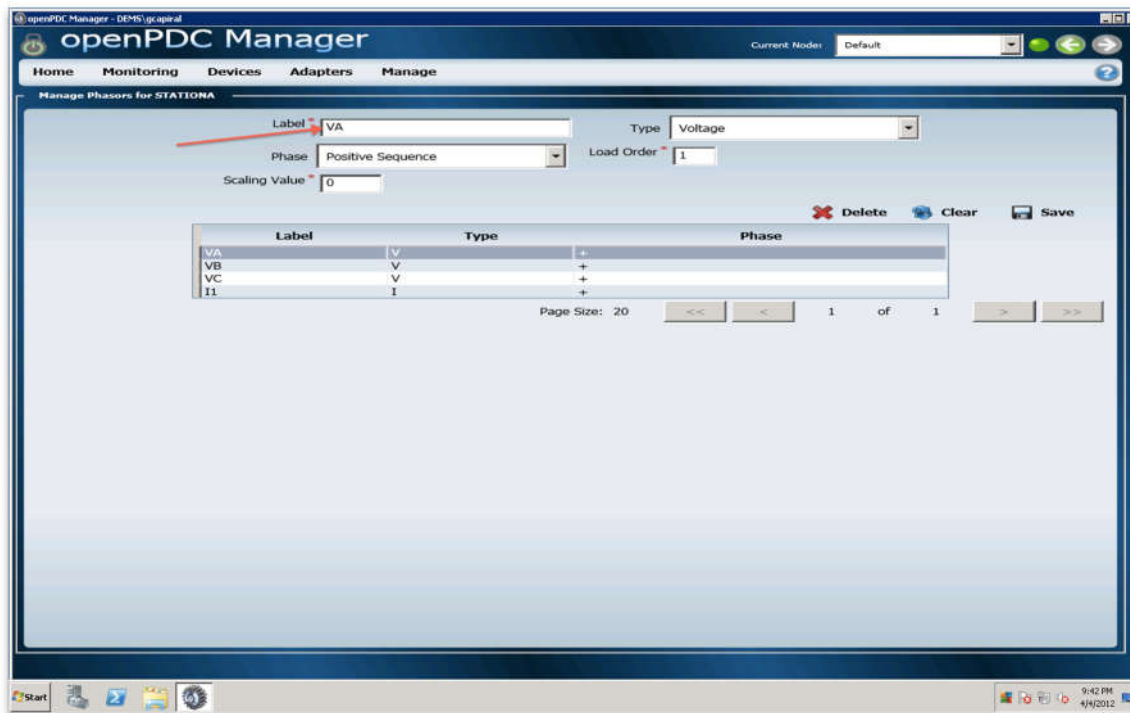 openPDC Manager - DEMS\gcapiral
openPDC Manager
Current Node: Default
Home Monitoring Devices Adapters Manage
Manage Phasors for STATIONA
Label * VA Type Voltage
Phase Positive Sequence Load Order * 1
Scaling Value * 0
Delete Clear Save
Label Type Phase
VA V +
VB V +
VC V +
I1 I +
Page Size: 20 << < 1 of 1 > >>
Start
9:42 PM
4/4/2012